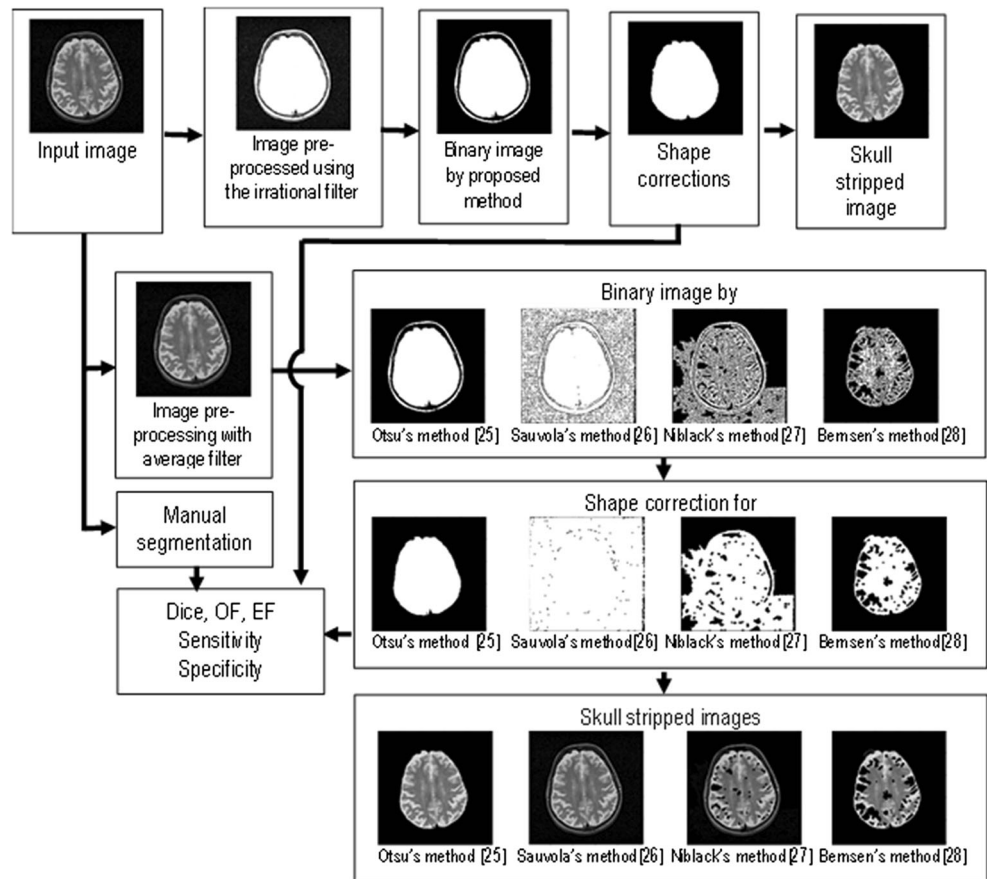 Input image
Image pre-
processed using
the irrational filter
Binary image
by proposed
method
Shape
corrections
Skull
stripped
image
Image pre-
processing with
average filter
Binary image by
Otsu's method [25]
Sauvola's method [26]
Niblack's method [27]
Bernsen's method [28]
Manual
segmentation
Shape correction for
Otsu's method [25]
Sauvola's method [26]
Niblack's method [27]
Bernsen's method [28]
Dice, OF, EF
Sensitivity
Specificity
Skull stripped images
Otsu's method [25]
Sauvola's method [26]
Niblack's method [27]
Bernsen's method [28]